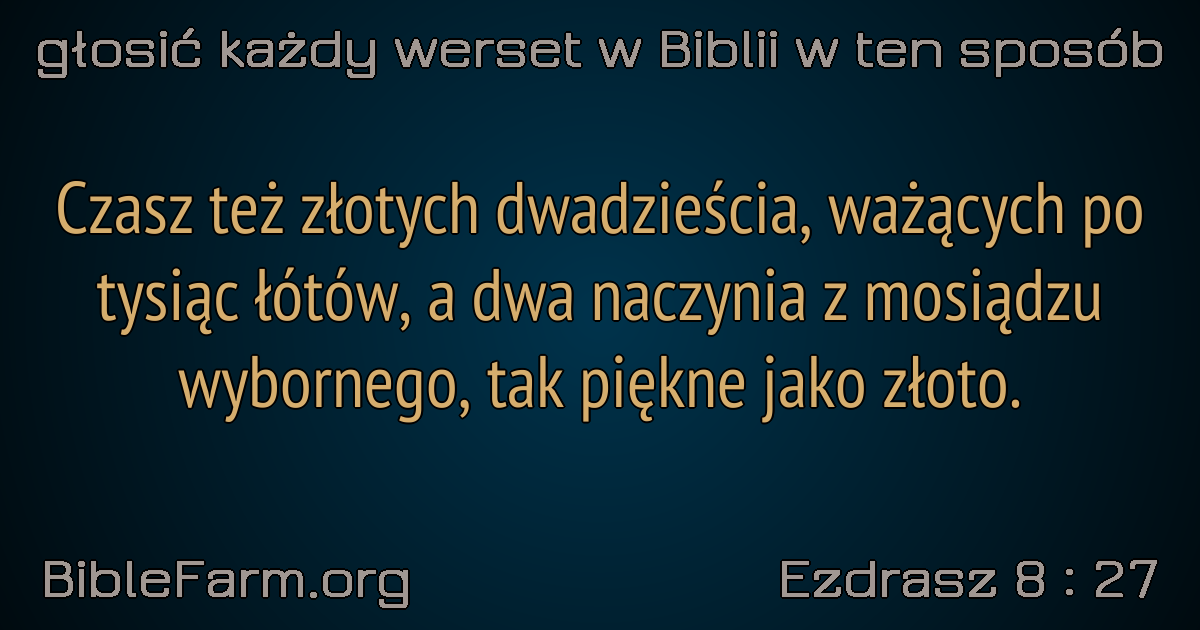 głosić każdy werset w Biblii w ten sposób
Czasz też złotych dwadzieścia, ważących po
tysiąc łótów, a dwa naczynia z mosiądzu
wybornego, tak piękne jako złoto.
BibleFarm.org
Ezdrasz 8 : 27